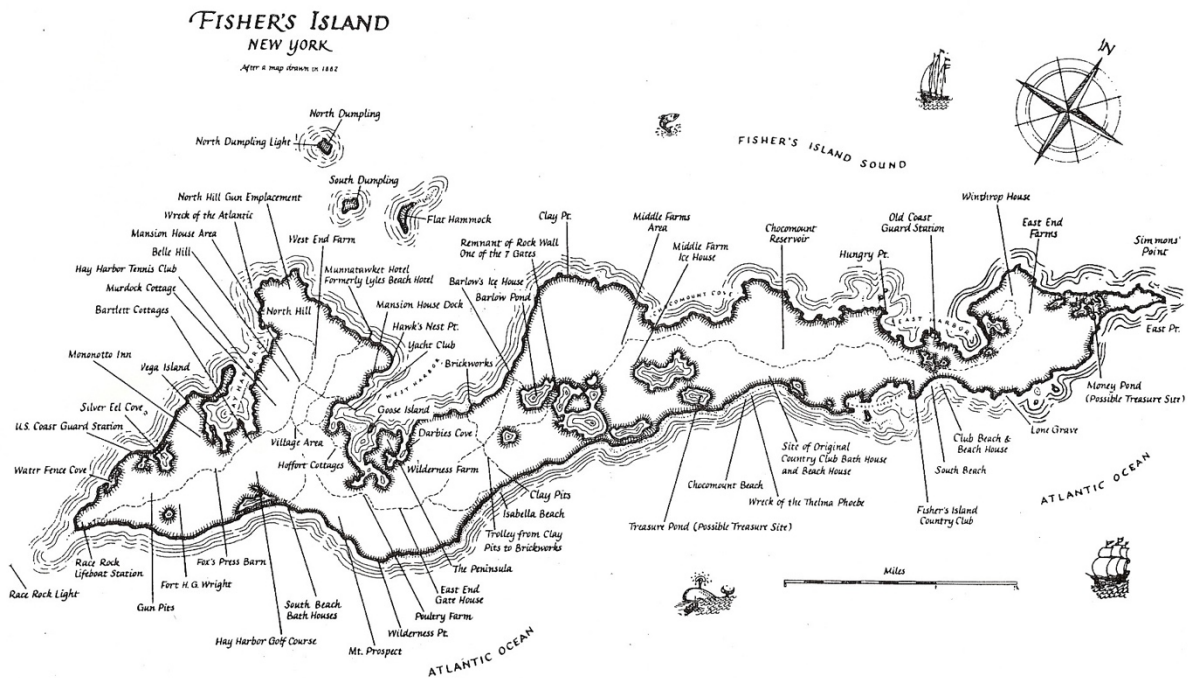 FISHER'S ISLAND
NEW YORK
After a map drawn in 1862
N
FISHER'S ISLAND SOUND
North Dumpling
North Dumpling Light
South Dumpling
Flat Hammock
North Hill Gun Emplacement
Wreck of the Atlantic
Mansion House Area
Belle Hill
Hay Harbor Tennis Club
Murdock Cottage
Bartlett Cottages
Mononotto Inn
Vega Island
Silver Eel Cove
U.S. Coast Guard Station
Water Fence Cove
West End Farm
Munnatawket Hotel
Formerly Lyles Beach Hotel
Mansion House Dock
Hawk's Nest Pt.
Yacht Club
Brickworks
North Hill
HAY HARBOR
WEST HARBOR
Goose Island
Darbies Cove
Village Area
Hoffort Cottages
Wilderness Farm
Clay Pt.
Remnant of Rock Wall
One of the 7 Gates
Barlow's Ice House
Barlow Pond
Middle Farms
Area
Middle Farm
Ice House
CHOCOMOUNT COVE
Chocomount
Reservoir
Hungry Pt.
Old Coast
Guard Station
EAST HARBOR
Winthrop House
East End
Farms
Simmons'
Point
East Pt.
Money Pond
(Possible Treasure Site)
Lone Grave
Club Beach &
Beach House
South Beach
Fisher's Island
Country Club
Site of Original
Country Club Bath House
and Beach House
Wreck of the Thelma Phoebe
Chocomount Beach
Treasure Pond (Possible Treasure Site)
Clay Pits
Isabella Beach
Trolley from Clay
Pits to Brickworks
The Peninsula
East End
Gate House
Poultry Farm
Wilderness Pt.
Mt. Prospect
South Beach
Bath Houses
Hay Harbor Golf Course
Fox's Press Barn
Fort H. G. Wright
Gun Pits
Race Rock
Lifeboat Station
Race Rock Light
ATLANTIC OCEAN
ATLANTIC OCEAN
Miles